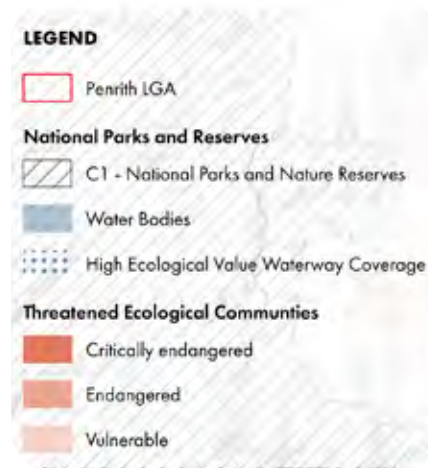 LEGEND
Penrith LGA
National Parks and Reserves
C1 - National Parks and Nature Reserves
Water Bodies
High Ecological Value Waterway Coverage
Threatened Ecological Communties
Critically endangered
Endangered
Vulnerable